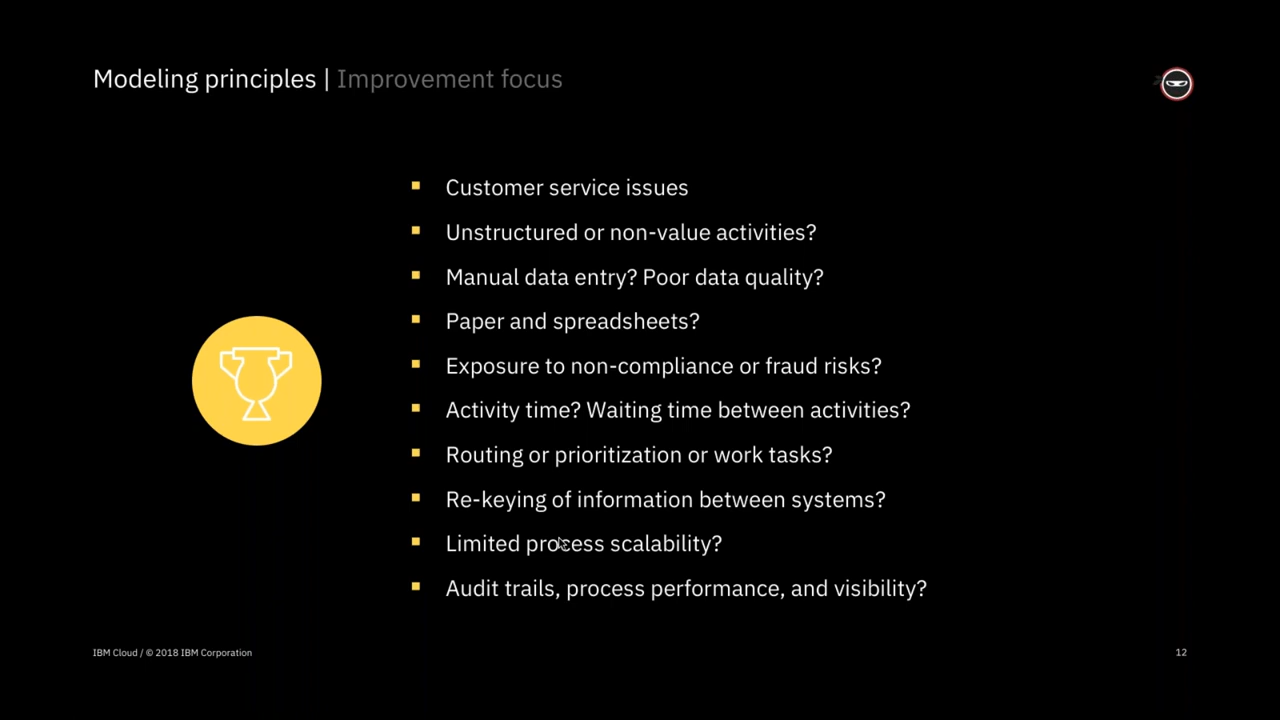 Modeling principles | Improvement focus
Customer service issues
Unstructured or non-value activities?
Manual data entry? Poor data quality?
Paper and spreadsheets?
Exposure to non-compliance or fraud risks?
Activity time? Waiting time between activities?
Routing or prioritization or work tasks?
Re-keying of information between systems?
Limited process scalability?
Audit trails, process performance, and visibility?
IBM Cloud / © 2018 IBM Corporation
12